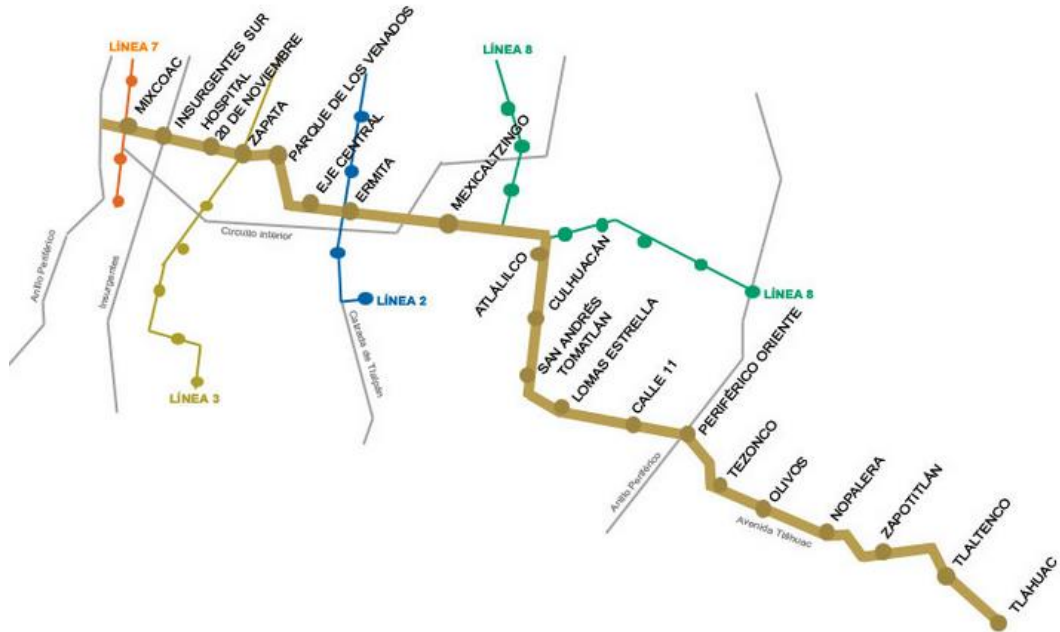 LÍNEA 7
MIXCOAC
INSURGENTES SUR
HOSPITAL
20 DE NOVIEMBRE
ZAPATA
PARQUE DE LOS VENADOS
EJE CENTRAL
ERMITA
LÍNEA 8
MEXICALTZINGO
Anillo Periférico
Insurgentes
Circuito interior
LÍNEA 3
Calzada de Tlalpan
LÍNEA 2
ATLÁLILCO
CULHUACÁN
LÍNEA 8
SAN ANDRÉS
TOMATLÁN
LOMAS ESTRELLA
CALLE 11
PERIFÉRICO ORIENTE
Anillo Periférico
TEZONCO
OLIVOS
Avenida Tláhuac
NOPALERA
ZAPOTITLÁN
TLALTENCO
TLÁHUAC